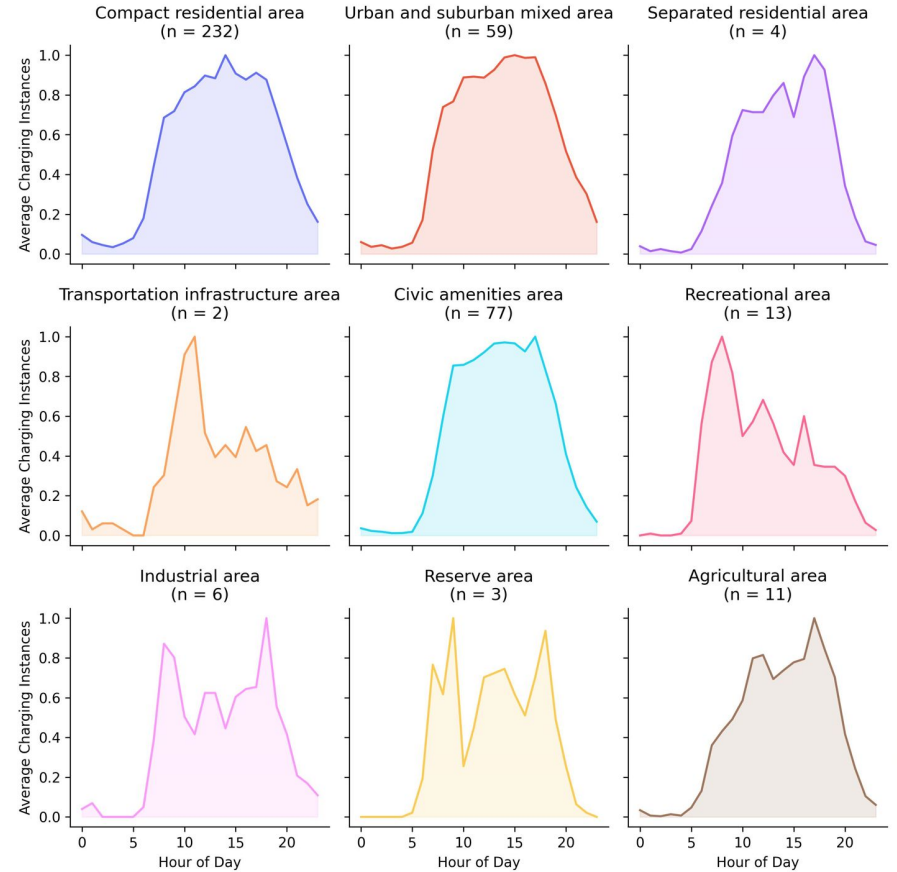 Compact residential area
(n = 232)
Urban and suburban mixed area
(n = 59)
Separated residential area
(n = 4)
Average Charging Instances
1.0
0.8
0.6
0.4
0.2
0.0
Transportation infrastructure area
(n = 2)
Civic amenities area
(n = 77)
Recreational area
(n = 13)
Average Charging Instances
1.0
0.8
0.6
0.4
0.2
0.0
Industrial area
(n = 6)
Reserve area
(n = 3)
Agricultural area
(n = 11)
Average Charging Instances
1.0
0.8
0.6
0.4
0.2
0.0
0 5 10 15 20
Hour of Day
0 5 10 15 20
Hour of Day
0 5 10 15 20
Hour of Day